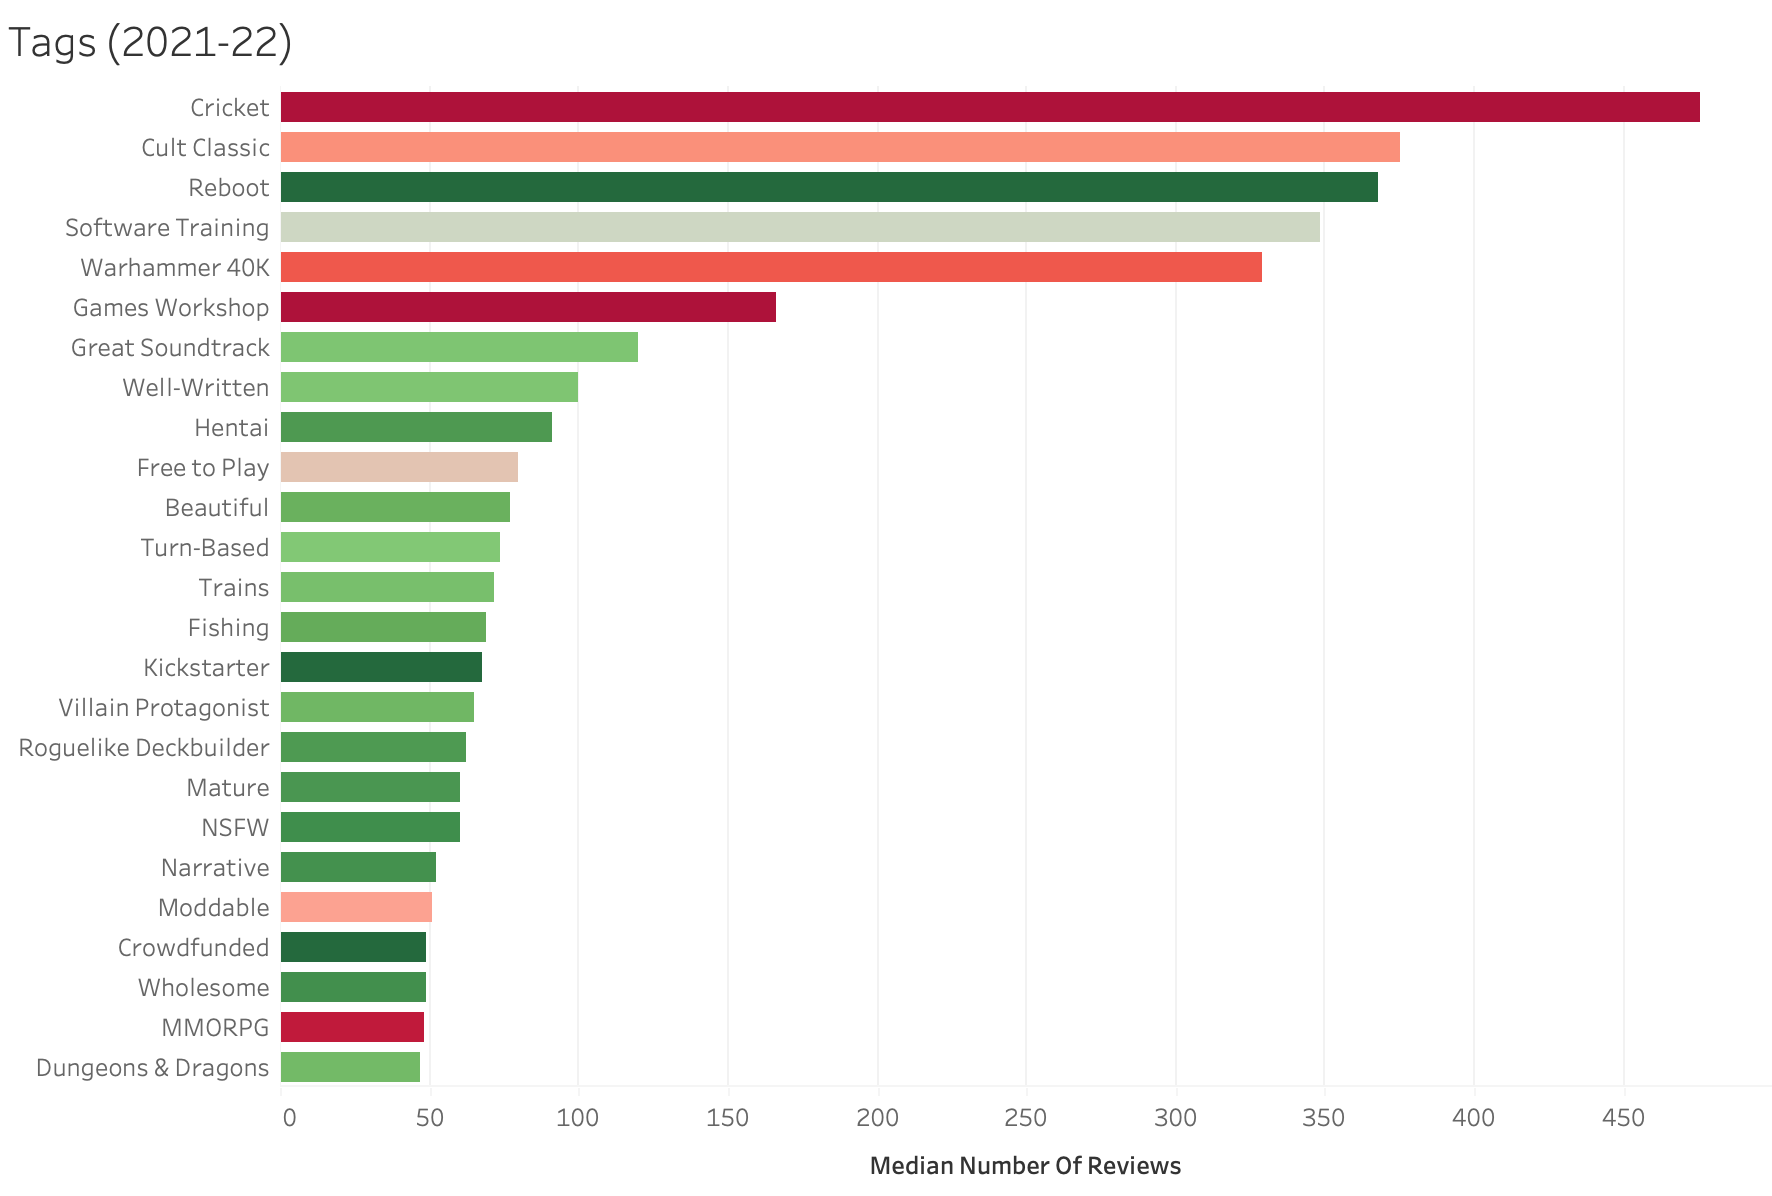 Tags (2021-22)
Cricket
Cult Classic
Reboot
Software Training
Warhammer 40K
Games Workshop
Great Soundtrack
Well-Written
Hentai
Free to Play
Beautiful
Turn-Based
Trains
Fishing
Kickstarter
Villain Protagonist
Roguelike Deckbuilder
Mature
NSFW
Narrative
Moddable
Crowdfunded
Wholesome
MMORPG
Dungeons & Dragons
0 50 100 150 200 250 300 350 400 450
Median Number Of Reviews